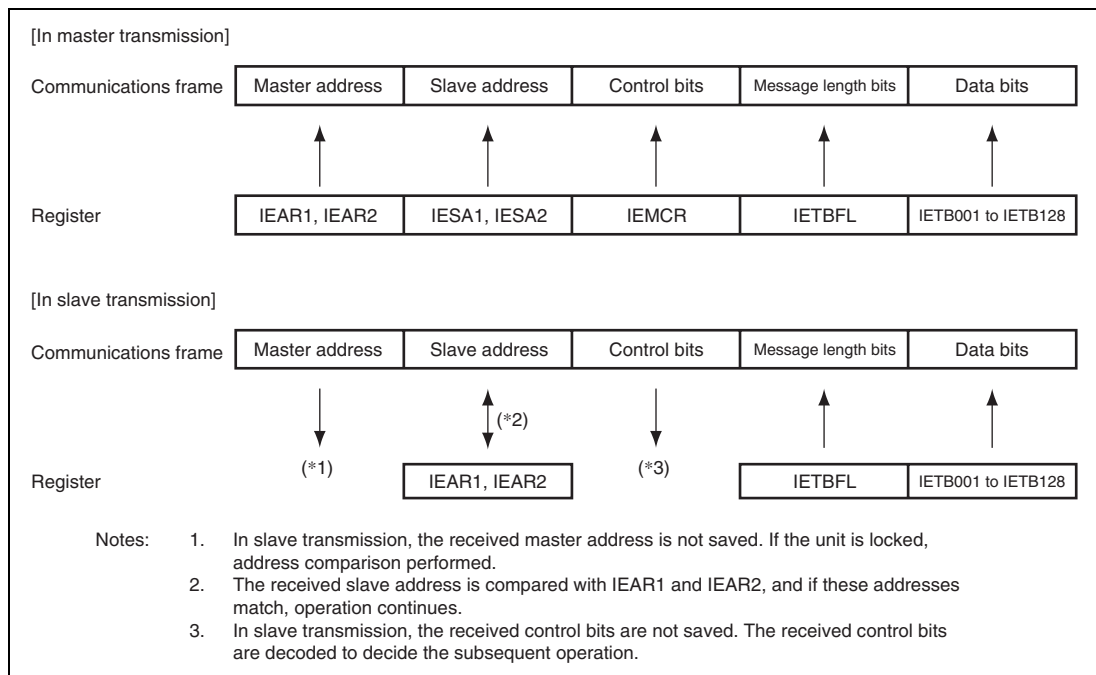 [In master transmission]
Communications frame Master address Slave address Control bits Message length bits Data bits
Register IEAR1, IEAR2 IESA1, IESA2 IEMCR IETBFL IETB001 to IETB128
[In slave transmission]
Communications frame Master address Slave address Control bits Message length bits Data bits
(*2)
(*1) (*3)
Register IEAR1, IEAR2 IETBFL IETB001 to IETB128
Notes: 1. In slave transmission, the received master address is not saved. If the unit is locked,
address comparison performed.
2. The received slave address is compared with IEAR1 and IEAR2, and if these addresses
match, operation continues.
3. In slave transmission, the received control bits are not saved. The received control bits
are decoded to decide the subsequent operation.